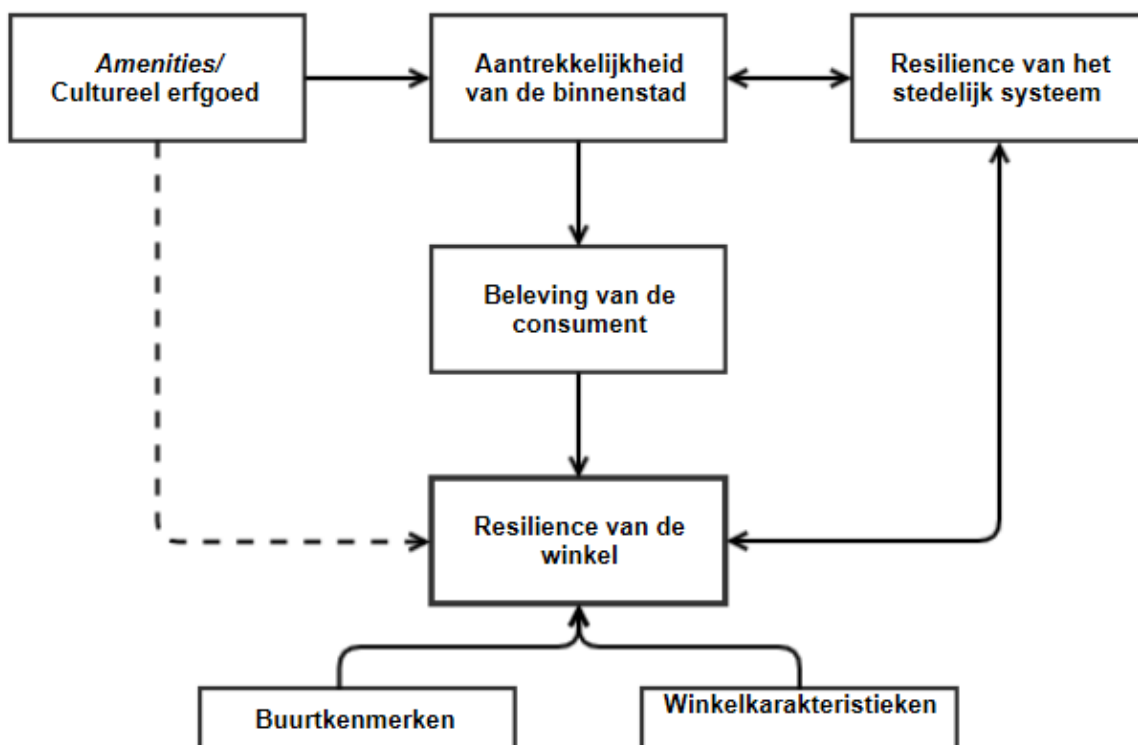 Amenities/
Cultureel erfgoed
Aantrekkelijkheid
van de binnenstad
Resilience van het
stedelijk systeem
Beleving van de
consument
Resilience van de
winkel
Buurtkenmerken
Winkelkarakteristieken